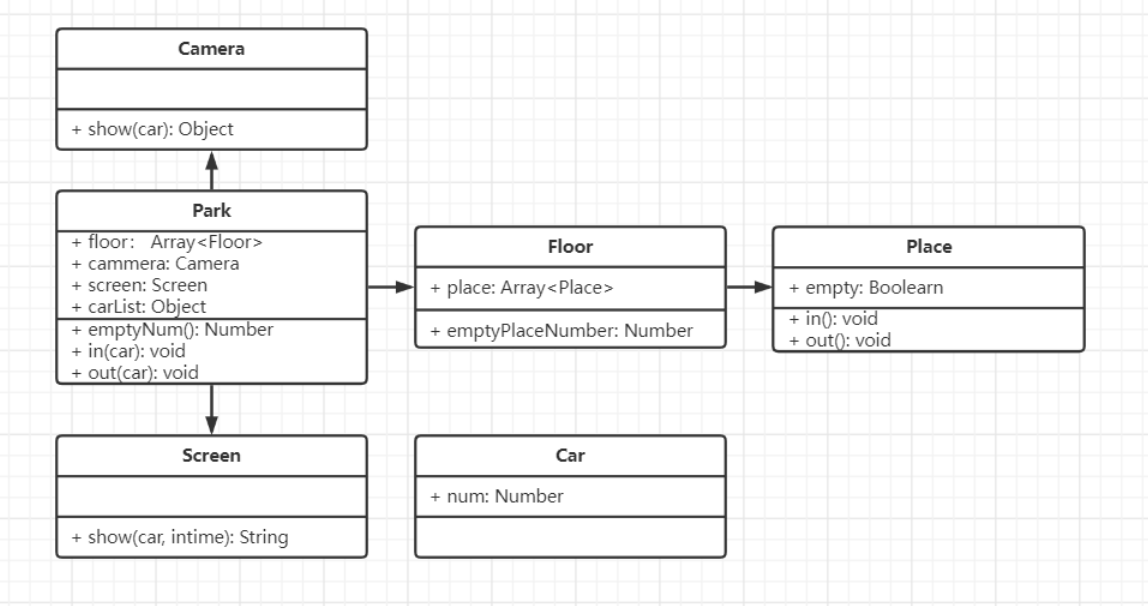 Camera
+ show(car): Object
Park
+ floor:   Array<Floor>
+ cammera: Camera
+ screen: Screen
+ carList: Object
+ emptyNum(): Number
+ in(car): void
+ out(car): void
Floor
+ place: Array<Place>
+ emptyPlaceNumber: Number
Place
+ empty: Boolearn
+ in(): void
+ out(): void
Screen
+ show(car, intime): String
Car
+ num: Number